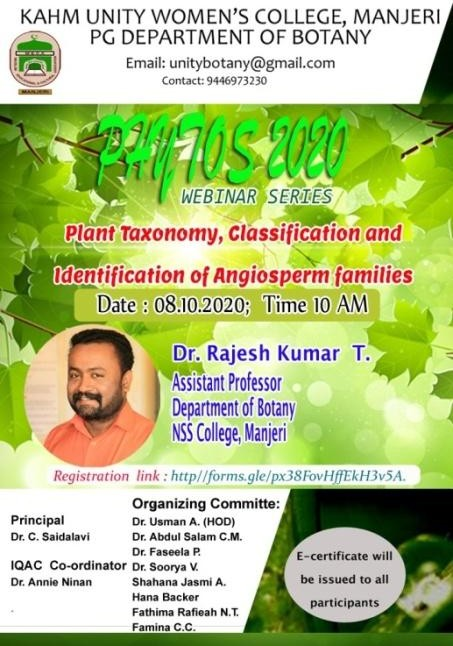 KAHM UNITY WOMEN'S COLLEGE, MANJERI
PG DEPARTMENT OF BOTANY
Email: unitybotany@gmail.com
Contact: 9446973230
MANJERI
PHYTOS 2020
WEBINAR SERIES
Plant Taxonomy, Classification and
Identification of Angiosperm families
Date : 08.10.2020; Time 10 AM
Dr. Rajesh Kumar T.
Assistant Professor
Department of Botany
NSS College, Manjeri
Registration link : http//forms.gle/px38FovHffEkH3v5A.
Principal
Dr. C. Saidalavi
IQAC Co-ordinator
Dr. Annie Ninan
Organizing Committe:
Dr. Usman A. (HOD)
Dr. Abdul Salam C.M.
Dr. Faseela P.
Dr. Soorya V.
Shahana Jasmi A.
Hana Backer
Fathima Rafieah N.T.
Famina C.C.
E-certificate will
be issued to all
participants